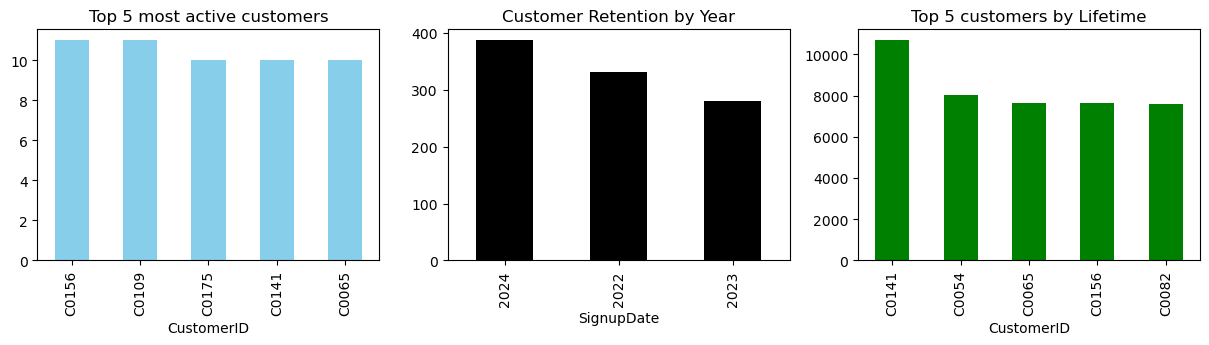 Top 5 most active customers
10
8
6
4
2
0
C0156
C0109
C0175
C0141
C0065
CustomerID
Customer Retention by Year
400
300
200
100
0
2024
2022
2023
SignupDate
Top 5 customers by Lifetime
10000
8000
6000
4000
2000
0
C0141
C0054
C0065
C0156
C0082
CustomerID